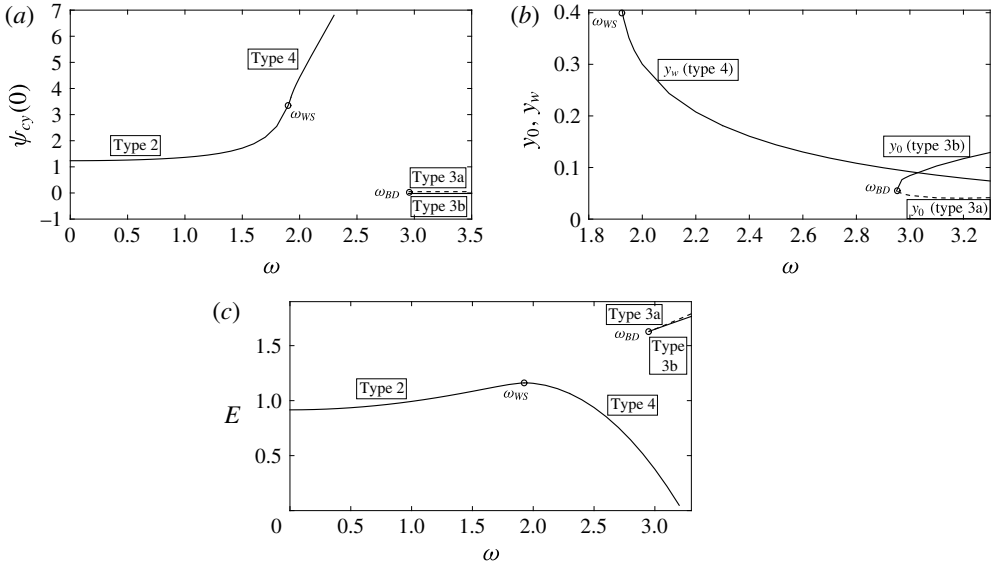 (a)
7
6
5
4
3
2
1
0
−1
ψcy(0)
Type 4
ωWS
Type 2
Type 3a
ωBD
Type 3b
0 0.5 1.0 1.5 2.0 2.5 3.0 3.5
ω
(b)
0.4
0.3
0.2
0.1
0
y0, yw
ωWS
yw (type 4)
y0 (type 3b)
ωBD
y0 (type 3a)
1.8 2.0 2.2 2.4 2.6 2.8 3.0 3.2
ω
(c)
1.5
1.0
0.5
E
Type 3a
ωBD
Type
3b
Type 2
ωWS
Type 4
0 0.5 1.0 1.5 2.0 2.5 3.0
ω